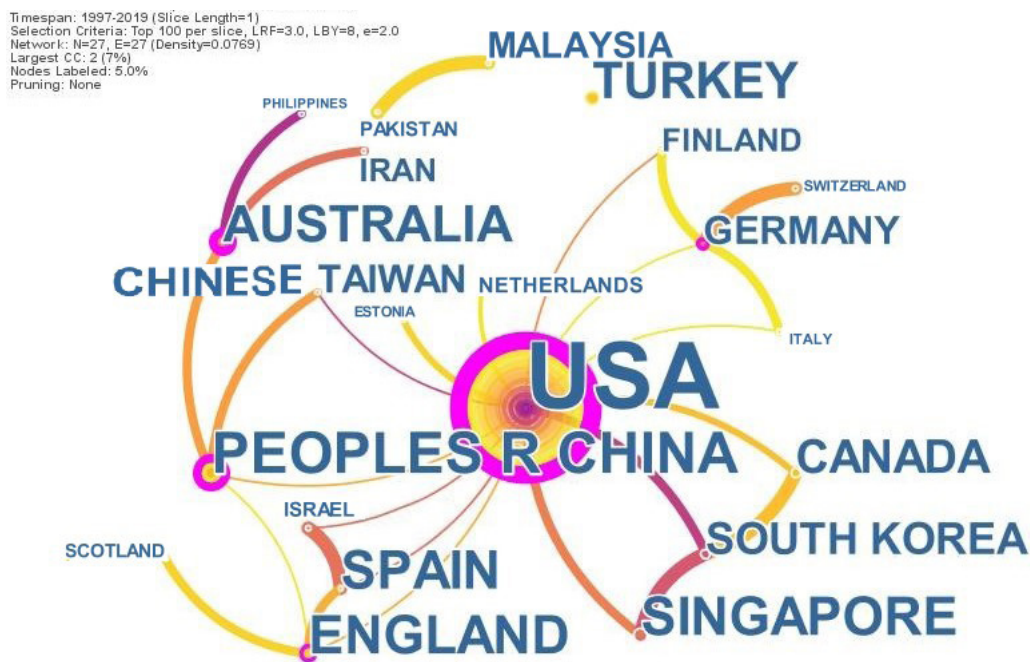 Timespan: 1997-2019 (Slice Length=1)
Selection Criteria: Top 100 per slice, LRF=3.0, LBY=8, e=2.0
Network: N=27, E=27 (Density=0.0769)
Largest CC: 2 (7%)
Nodes Labeled: 5.0%
Pruning: None
MALAYSIA
TURKEY
PHILIPPINES
PAKISTAN
FINLAND
IRAN
SWITZERLAND
AUSTRALIA
GERMANY
CHINESE TAIWAN
NETHERLANDS
ESTONIA
ITALY
USA
PEOPLES R CHINA
CANADA
ISRAEL
SOUTH KOREA
SCOTLAND
SPAIN
SINGAPORE
ENGLAND